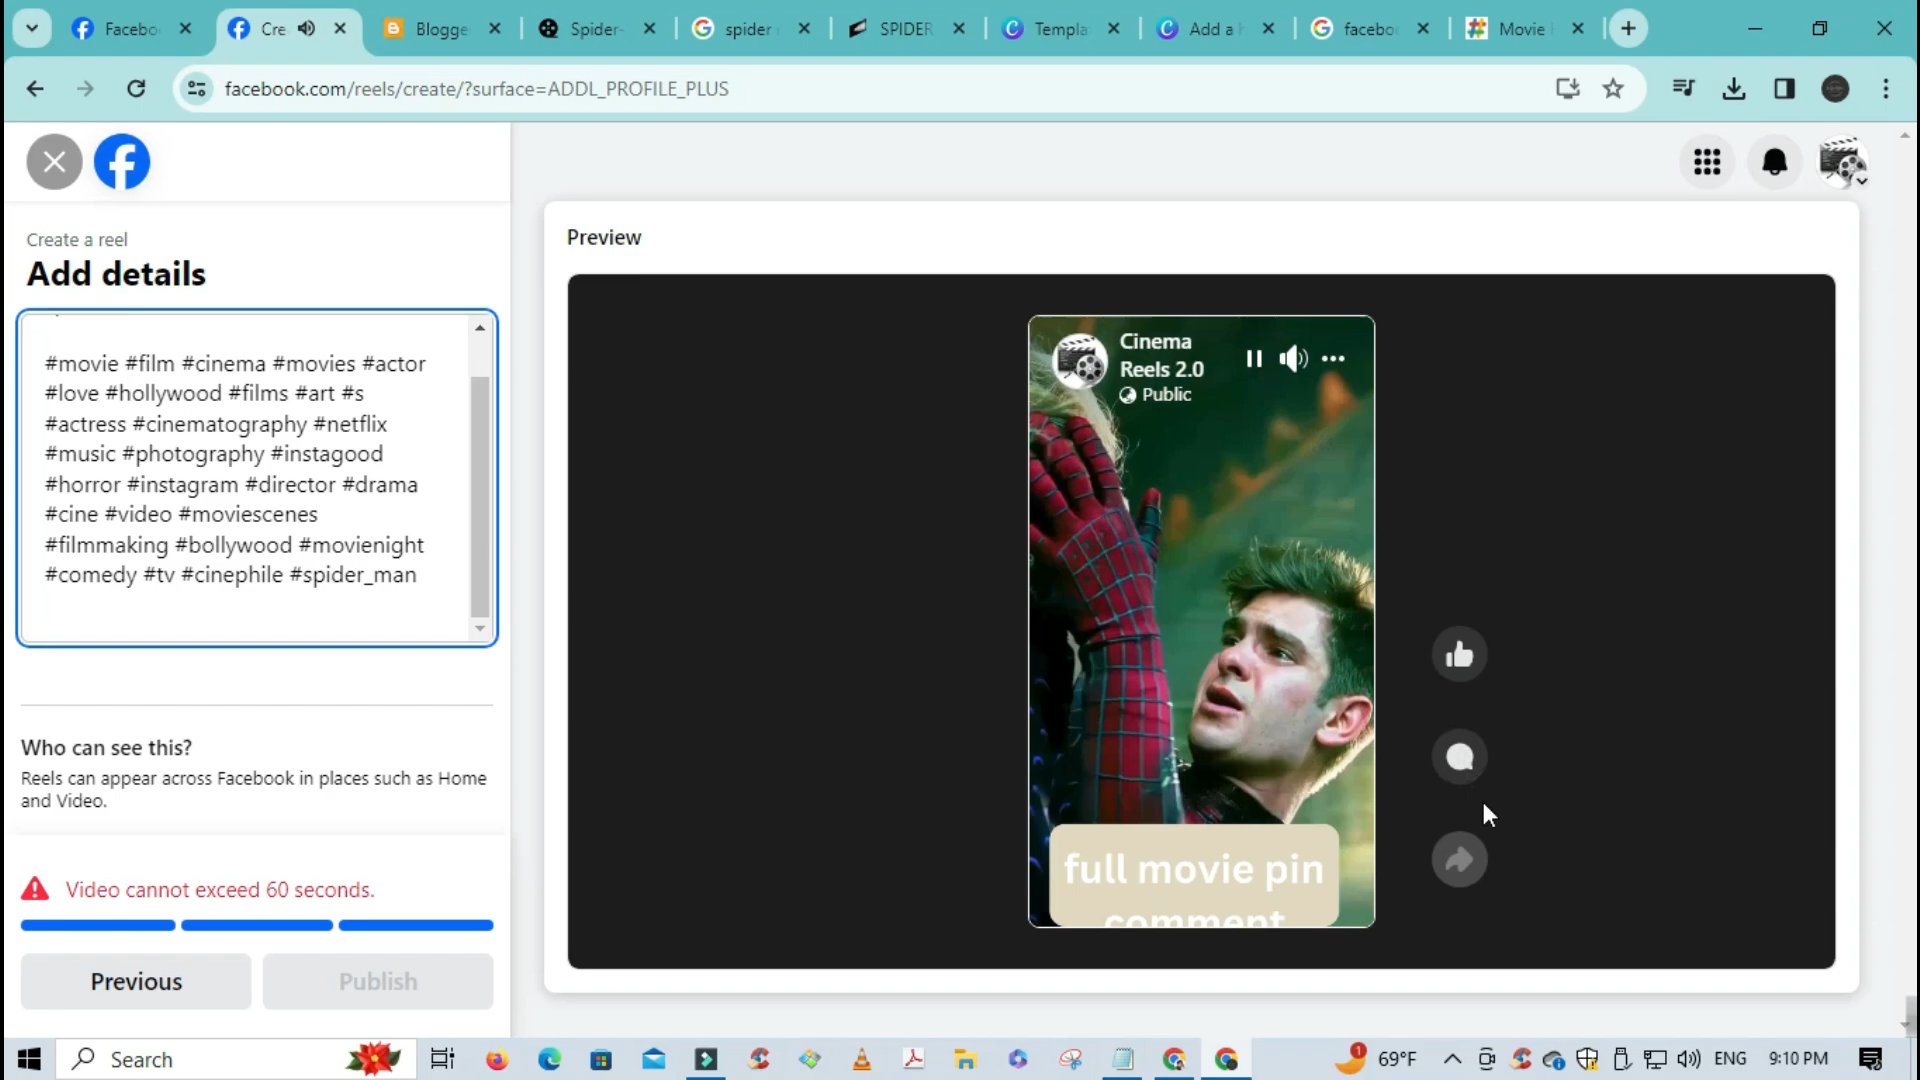 Facebo
Cre
Blogge
Spider-
spider
SPIDER
Templa
Add a
facebo
Movie
facebook.com/reels/create/?surface=ADDL_PROFILE_PLUS
Create a reel
Add details
#movie #film #cinema #movies #actor
#love #hollywood #films #art #s
#actress #cinematography #netflix
#music #photography #instagood
#horror #instagram #director #drama
#cine #video #moviescenes
#filmmaking #bollywood #movienight
#comedy #tv #cinephile #spider_man
Who can see this?
Reels can appear across Facebook in places such as Home
and Video.
Video cannot exceed 60 seconds.
Previous
Publish
Preview
Cinema
Reels 2.0
Public
full movie pin
comment
Search
1
69°F
ENG
9:10 PM